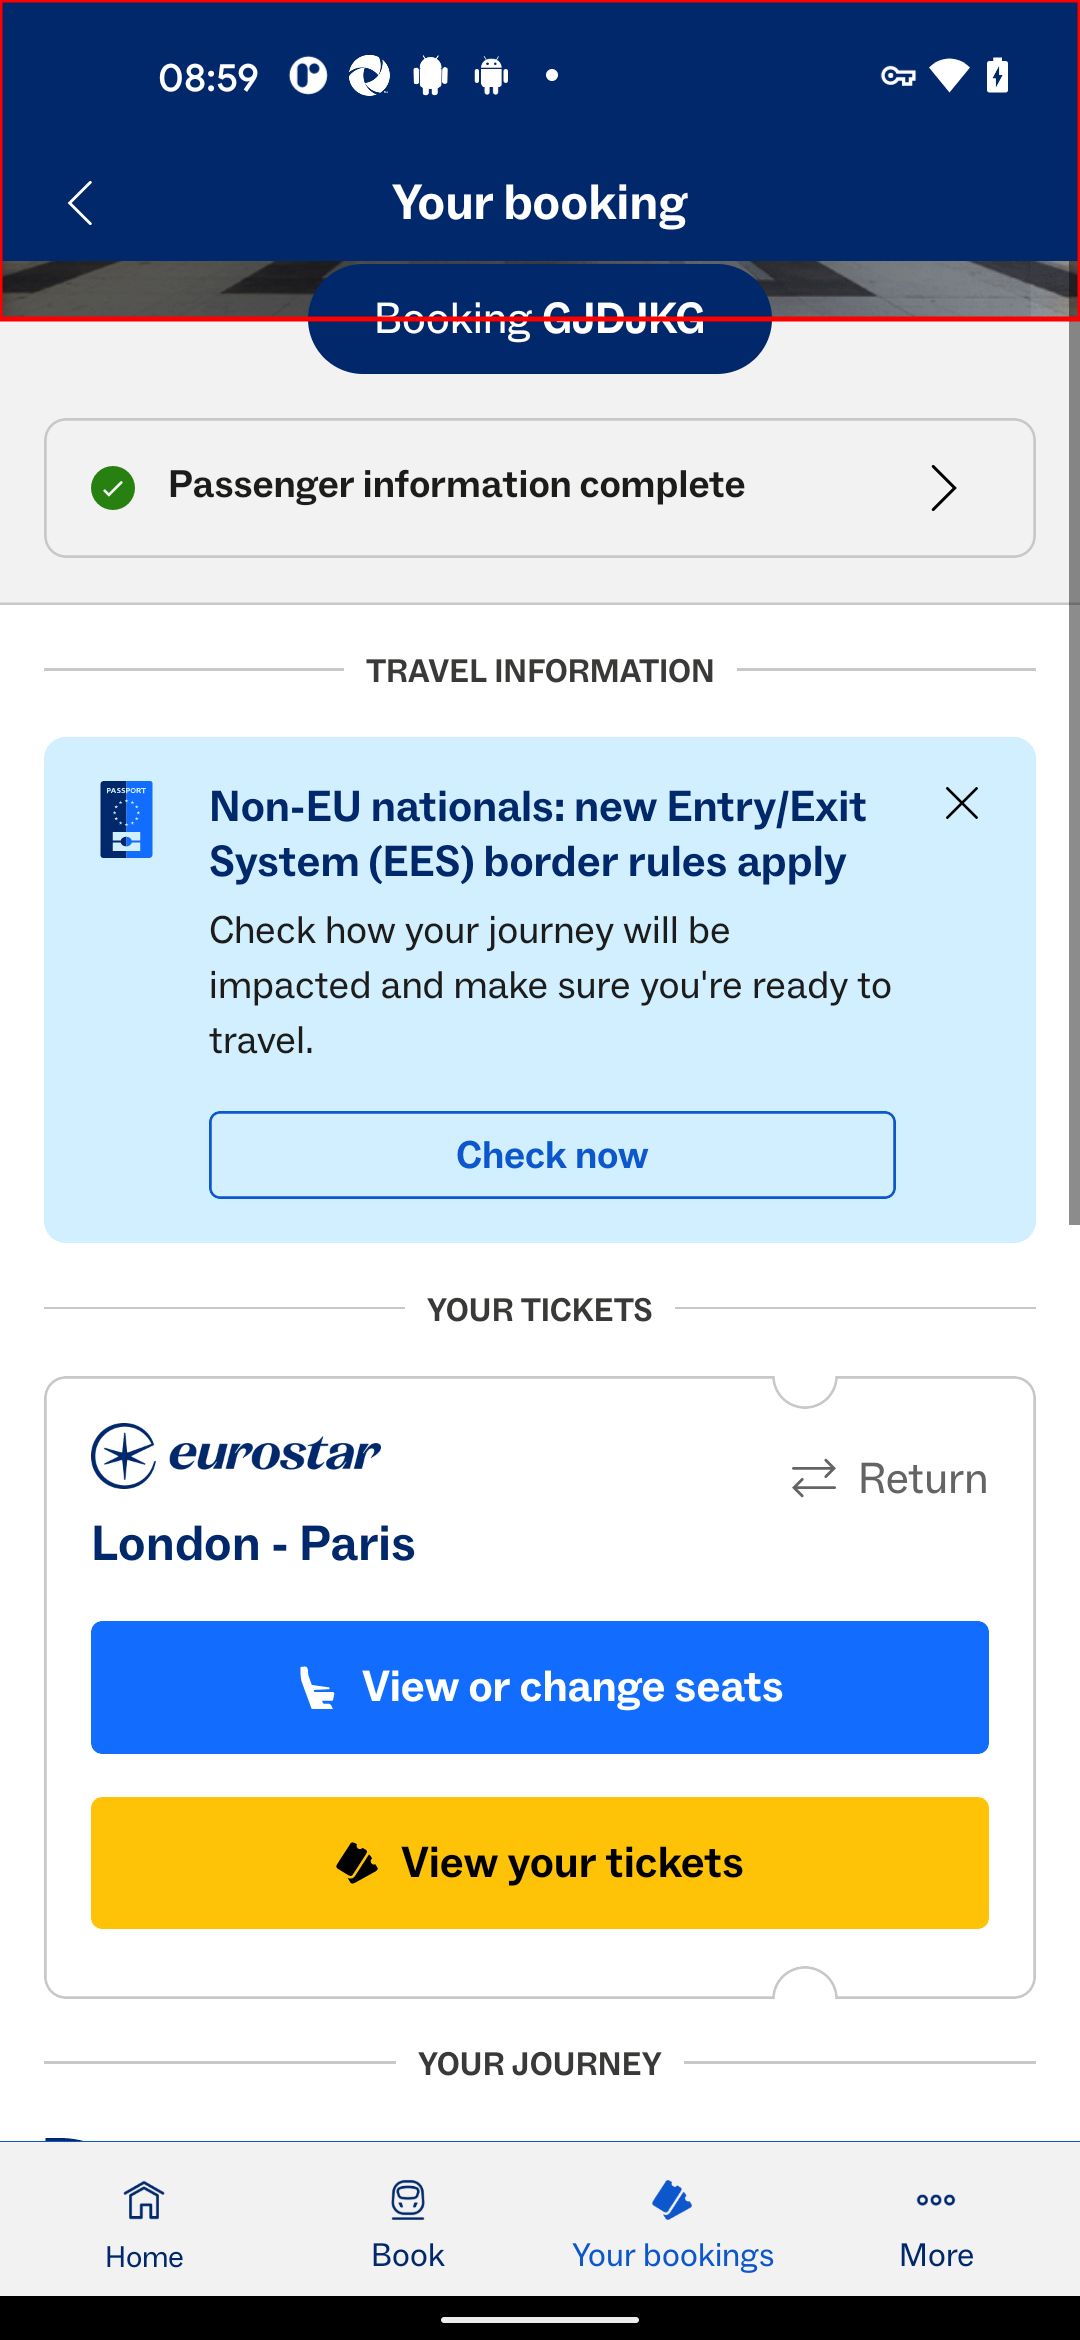 08:59
Your booking
Booking GJDJKG
Passenger information complete
TRAVEL INFORMATION
PASSPORT
Non-EU nationals: new Entry/Exit
System (EES) border rules apply
Check how your journey will be
impacted and make sure you're ready to
travel.
Check now
YOUR TICKETS
eurostar
Return
London - Paris
View or change seats
View your tickets
YOUR JOURNEY
Home
Book
Your bookings
More